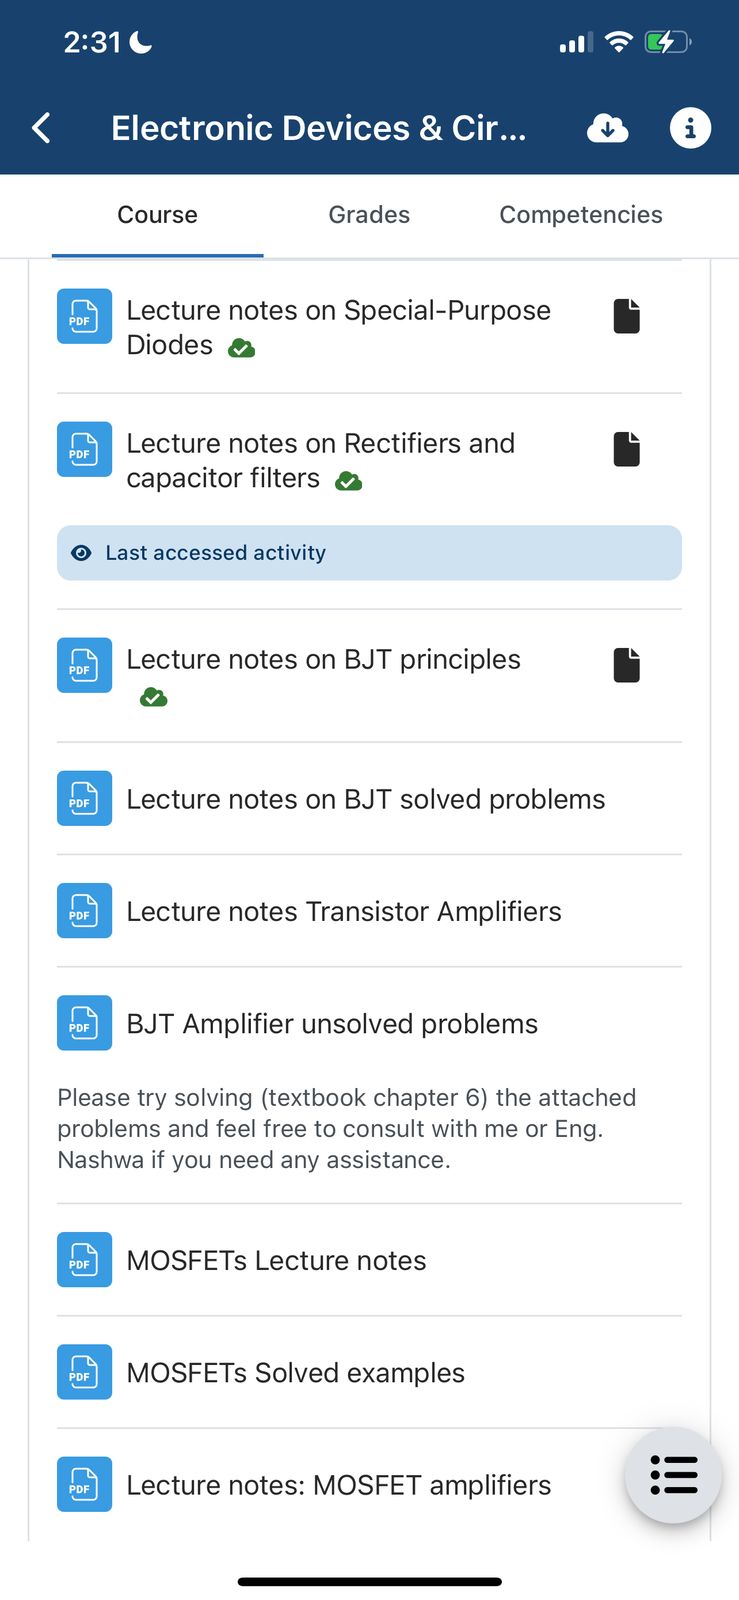 2:31
Electronic Devices & Cir...
Course
Grades
Competencies
PDF
Lecture notes on Special-Purpose
Diodes
PDF
Lecture notes on Rectifiers and
capacitor filters
Last accessed activity
PDF
Lecture notes on BJT principles
PDF
Lecture notes on BJT solved problems
PDF
Lecture notes Transistor Amplifiers
PDF
BJT Amplifier unsolved problems
Please try solving (textbook chapter 6) the attached
problems and feel free to consult with me or Eng.
Nashwa if you need any assistance.
PDF
MOSFETs Lecture notes
PDF
MOSFETs Solved examples
PDF
Lecture notes: MOSFET amplifiers